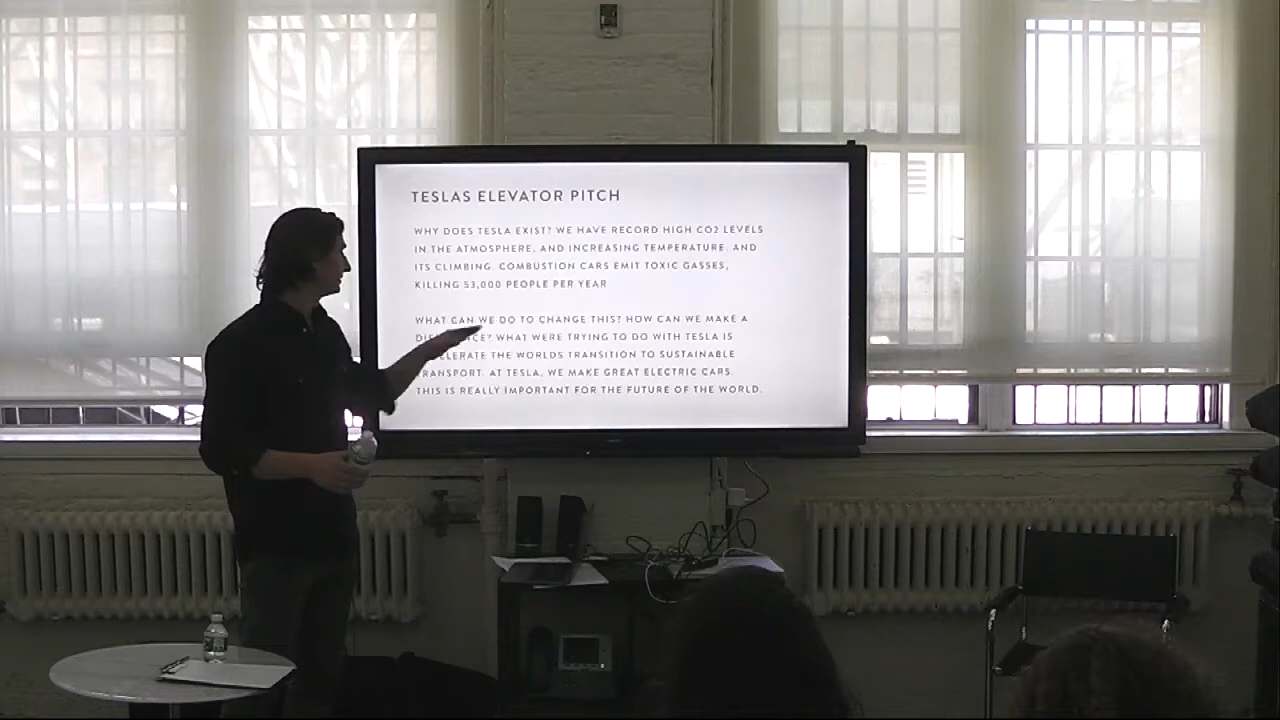 TESLAS ELEVATOR PITCH
WHY DOES TESLA EXIST? WE HAVE RECORD HIGH CO2 LEVELS
IN THE ATMOSPHERE, AND INCREASING TEMPERATURE, AND
ITS CLIMBING. COMBUSTION CARS EMIT TOXIC GASSES,
KILLING 53,000 PEOPLE PER YEAR
WHAT CAN WE DO TO CHANGE THIS? HOW CAN WE MAKE A
WHAT WERE TRYING TO DO WITH TESLA IS
THE WORLDS TRANSITION TO SUSTAINABLE
AT TESLA, WE MAKE GREAT ELECTRIC CARS.
THIS IS REALLY IMPORTANT FOR THE FUTURE OF THE WORLD.